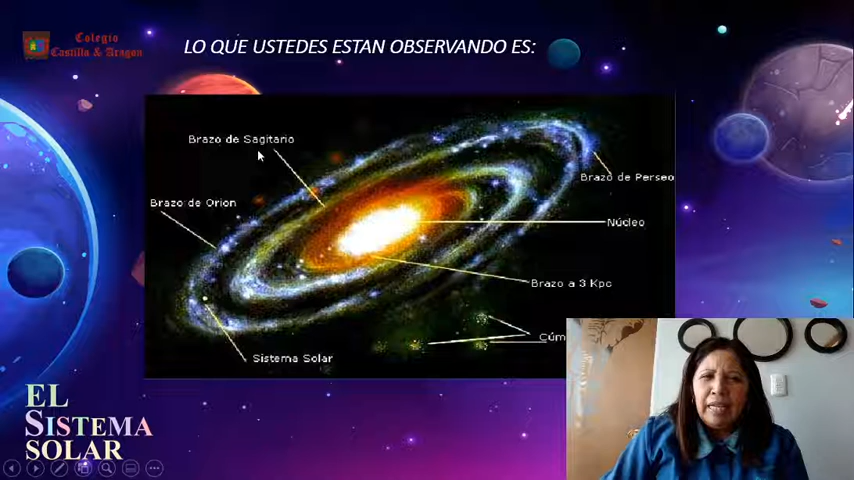 Colegio
Castilla & Aragon
LO QUE USTEDES ESTAN OBSERVANDO ES:
Brazo de Sagitario
Brazo de Perseo
Brazo de Orion
Núcleo
Brazo a 3 Kpc
Sistema Solar
EL
SISTEMA
SOLAR